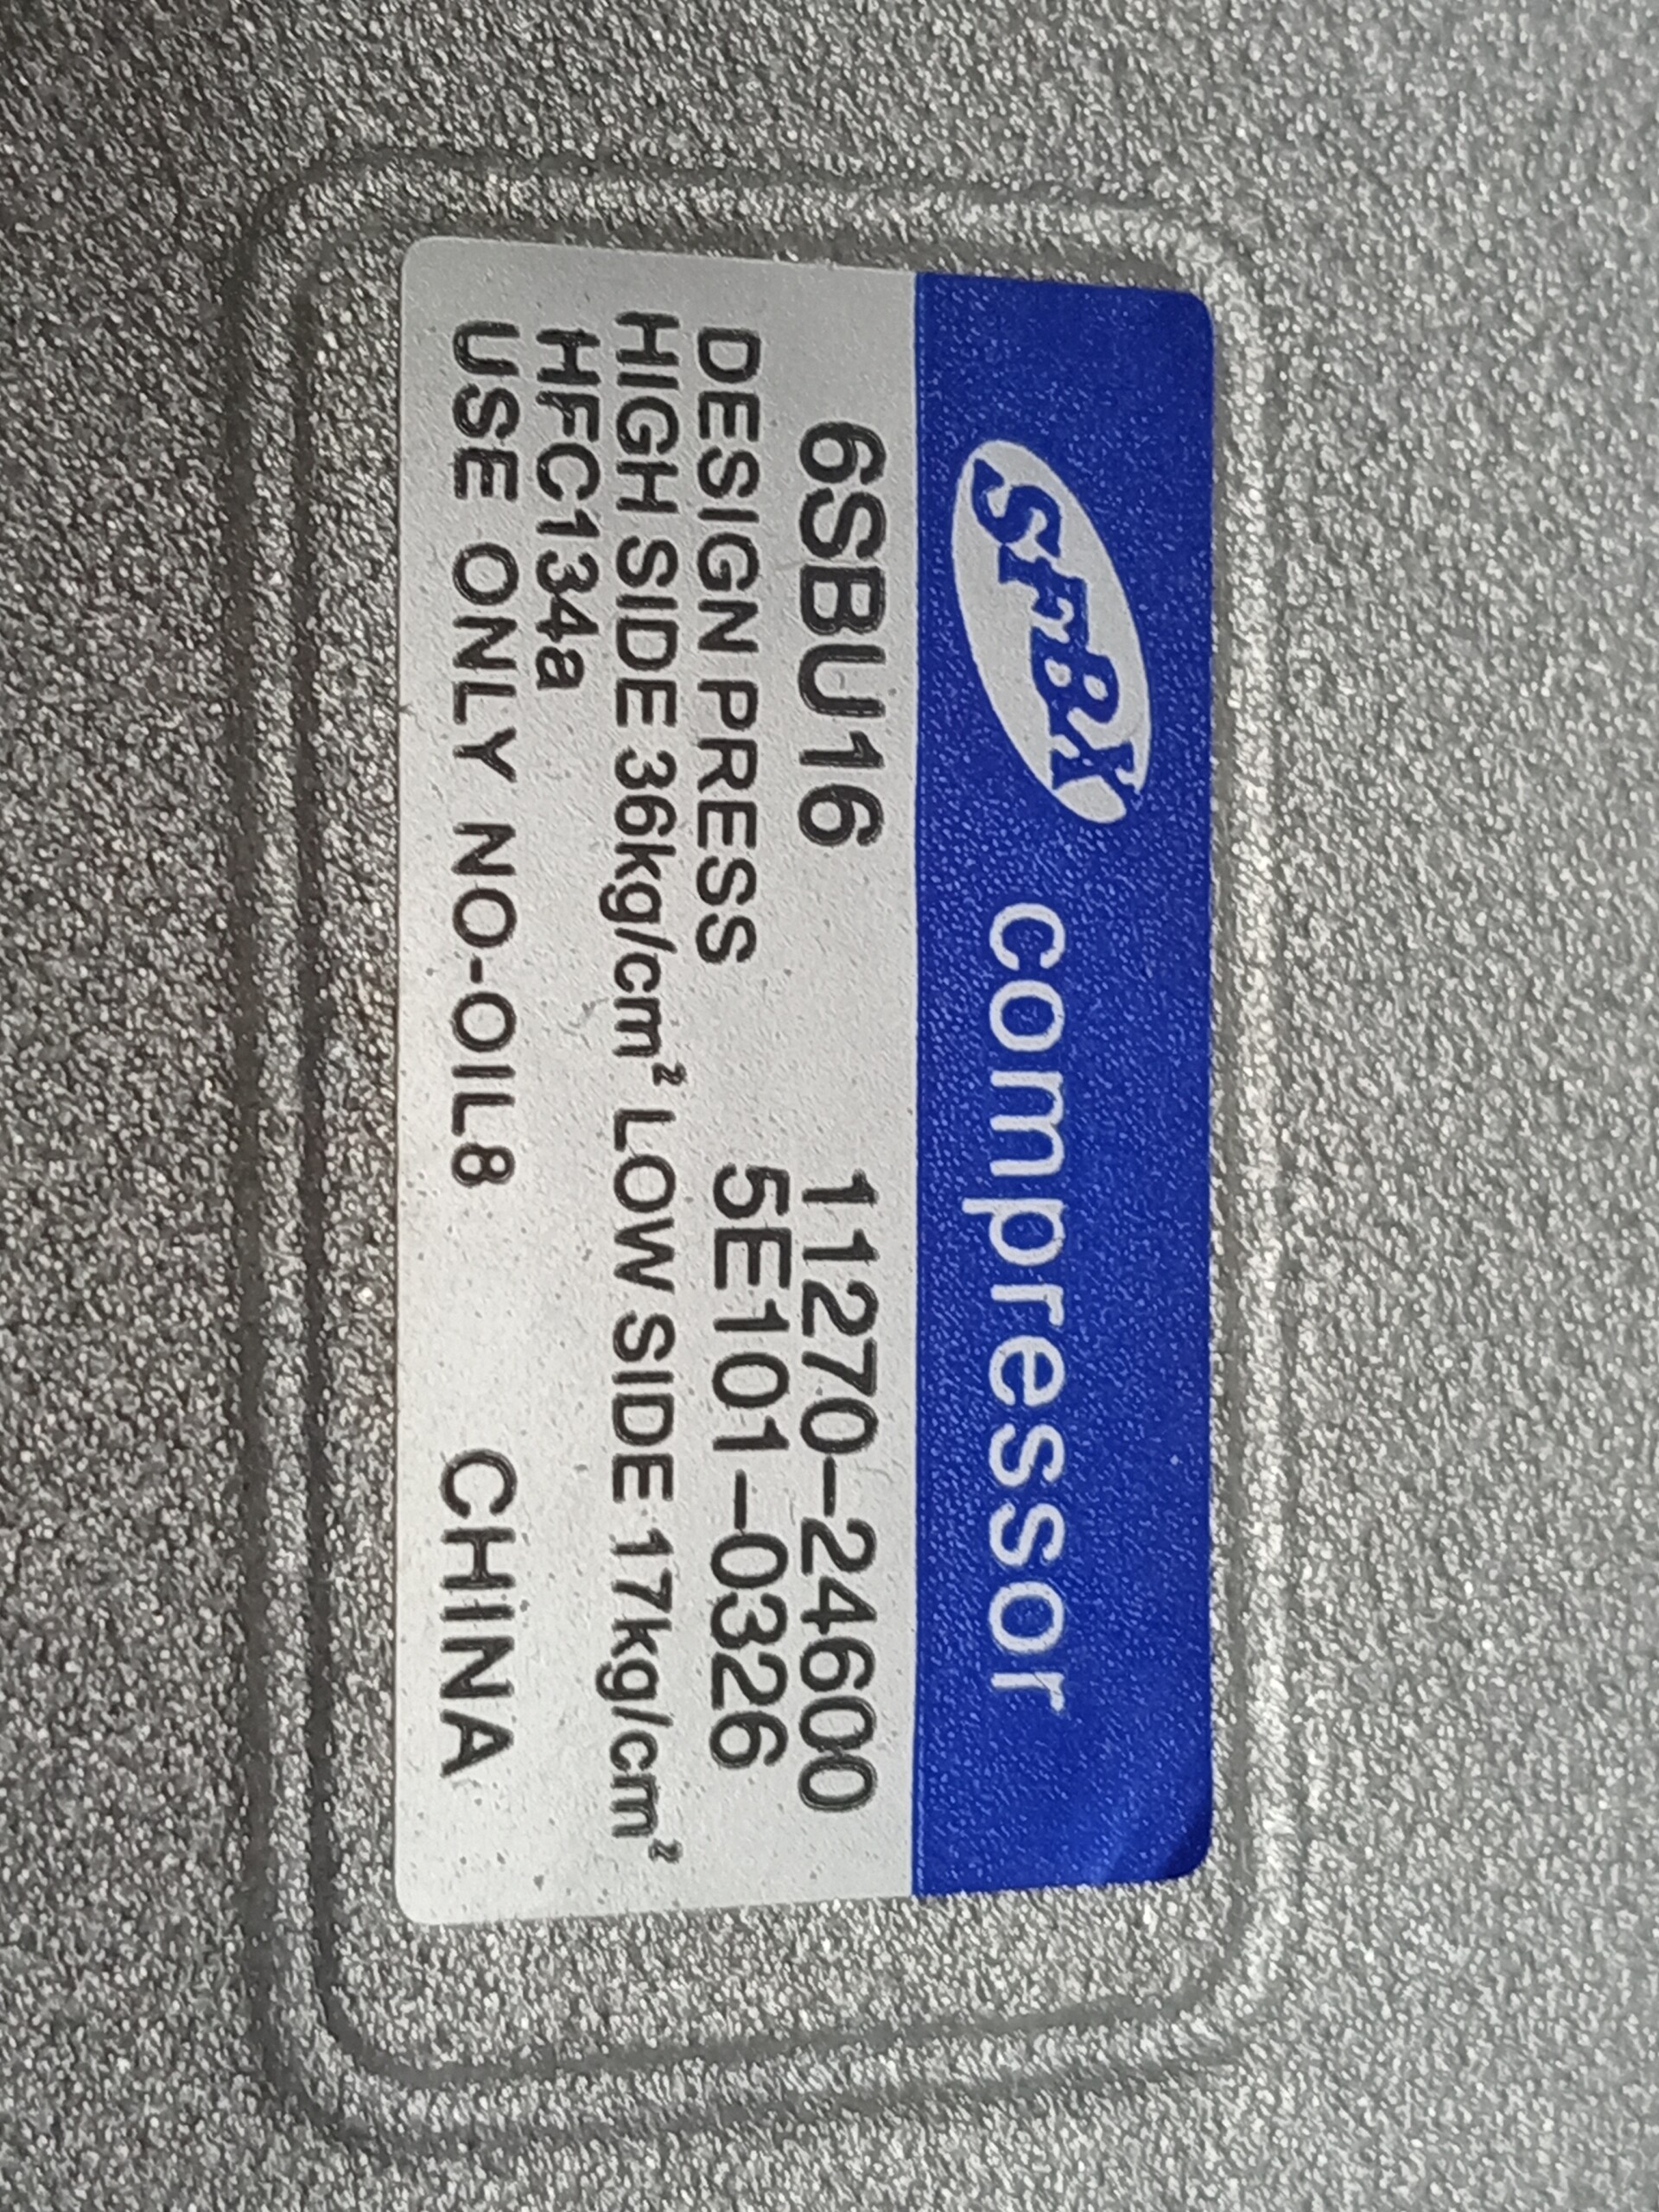 STBX compressor
6SBU16 11270-24600
DESIGN PRESS 5E101-0326
HIGH SIDE 36kg/cm² LOW SIDE 17kg/cm²
HFC134a
USE ONLY NO-OIL8 CHINA